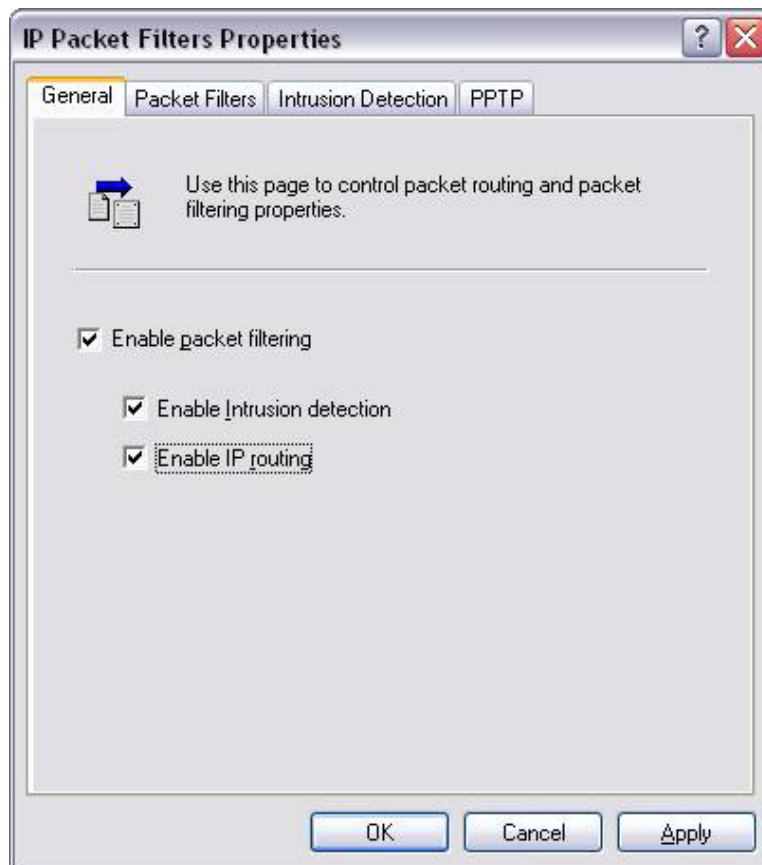 IP Packet Filters Properties
General Packet Filters Intrusion Detection PPTP
Use this page to control packet routing and packet
filtering properties.
Enable packet filtering
Enable Intrusion detection
Enable IP routing
OK Cancel Apply